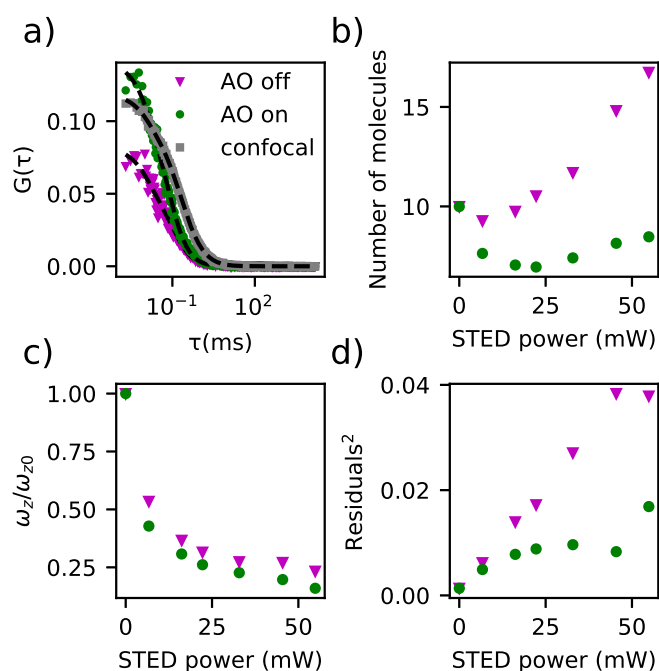 a)
AO off
AO on
confocal
0.10
0.05
0.00
G(τ)
10⁻¹
10²
τ(ms)
b)
15
10
Number of molecules
0
25
50
STED power (mW)
c)
1.00
0.75
0.50
0.25
ω_z/ω_z0
0
25
50
STED power (mW)
d)
0.04
0.02
0.00
Residuals²
0
25
50
STED power (mW)